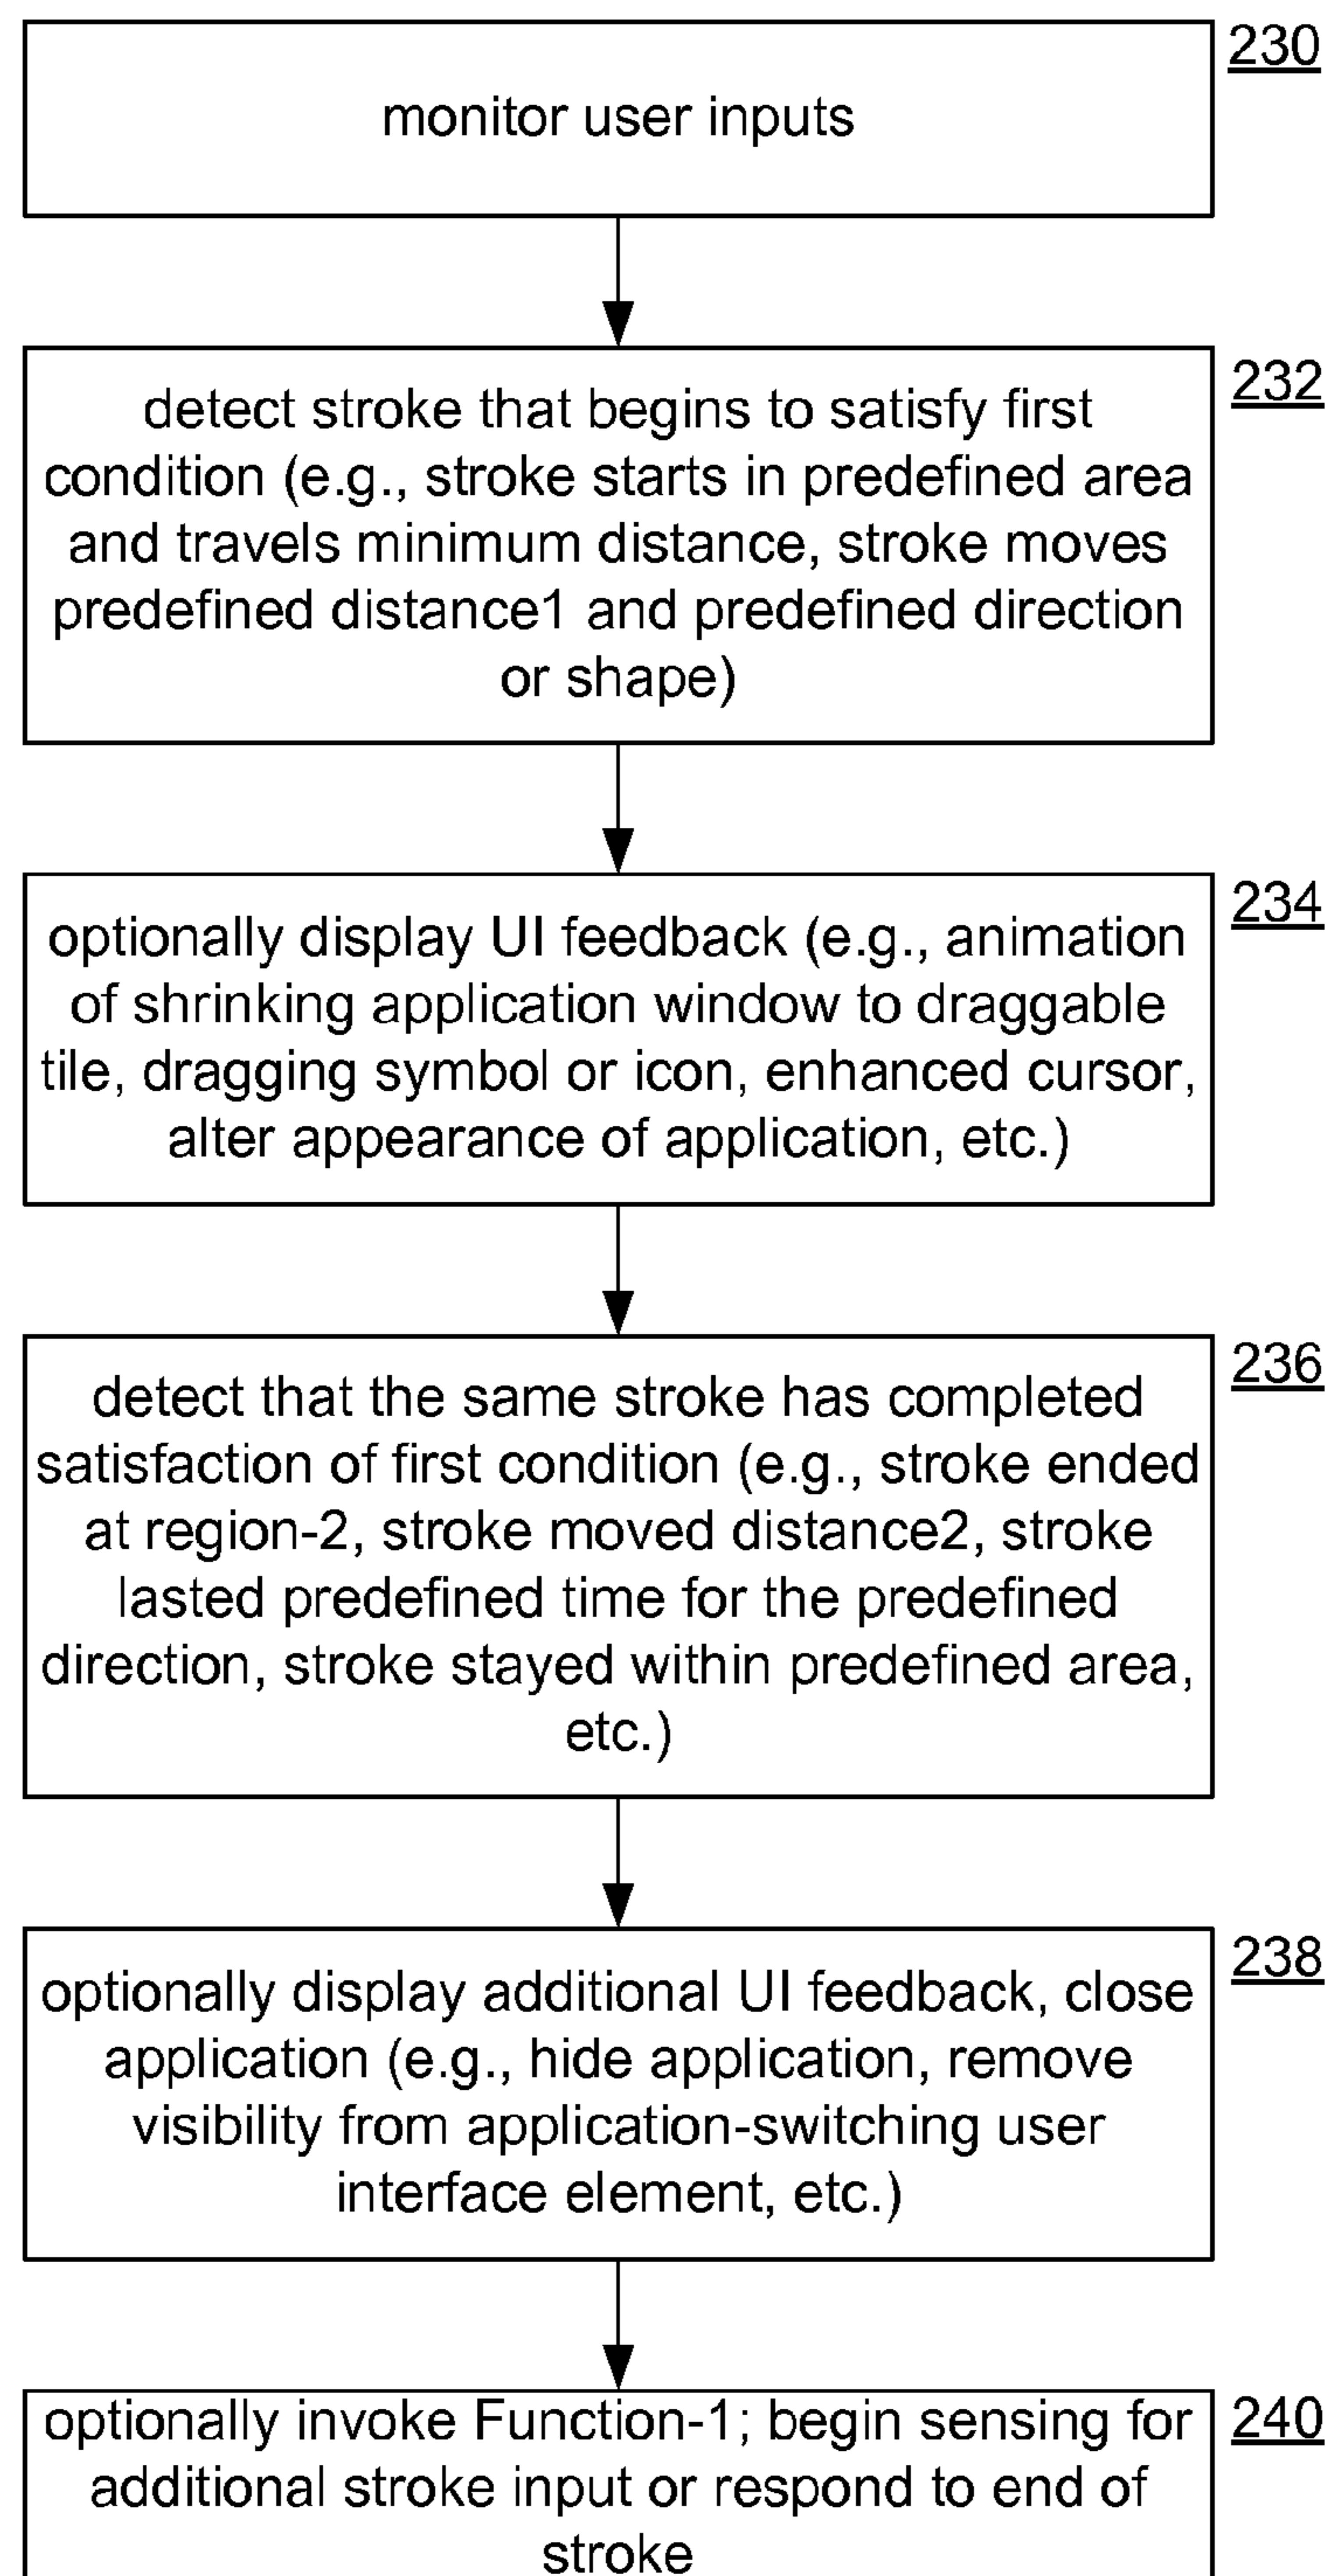 230
monitor user inputs
232
detect stroke that begins to satisfy first
condition (e.g., stroke starts in predefined area
and travels minimum distance, stroke moves
predefined distance1 and predefined direction
or shape)
234
optionally display UI feedback (e.g., animation
of shrinking application window to draggable
tile, dragging symbol or icon, enhanced cursor,
alter appearance of application, etc.)
236
detect that the same stroke has completed
satisfaction of first condition (e.g., stroke ended
at region-2, stroke moved distance2, stroke
lasted predefined time for the predefined
direction, stroke stayed within predefined area,
etc.)
238
optionally display additional UI feedback, close
application (e.g., hide application, remove
visibility from application-switching user
interface element, etc.)
240
optionally invoke Function-1; begin sensing for
additional stroke input or respond to end of
stroke